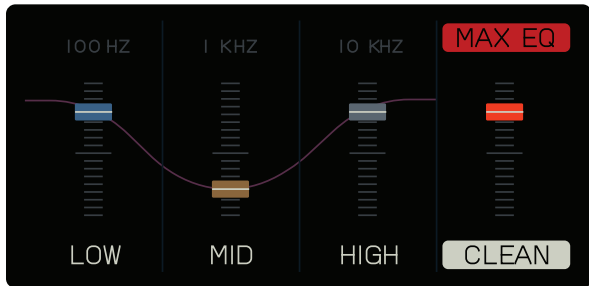 100 HZ
1 KHZ
10 KHZ
MAX EQ
LOW
MID
HIGH
CLEAN